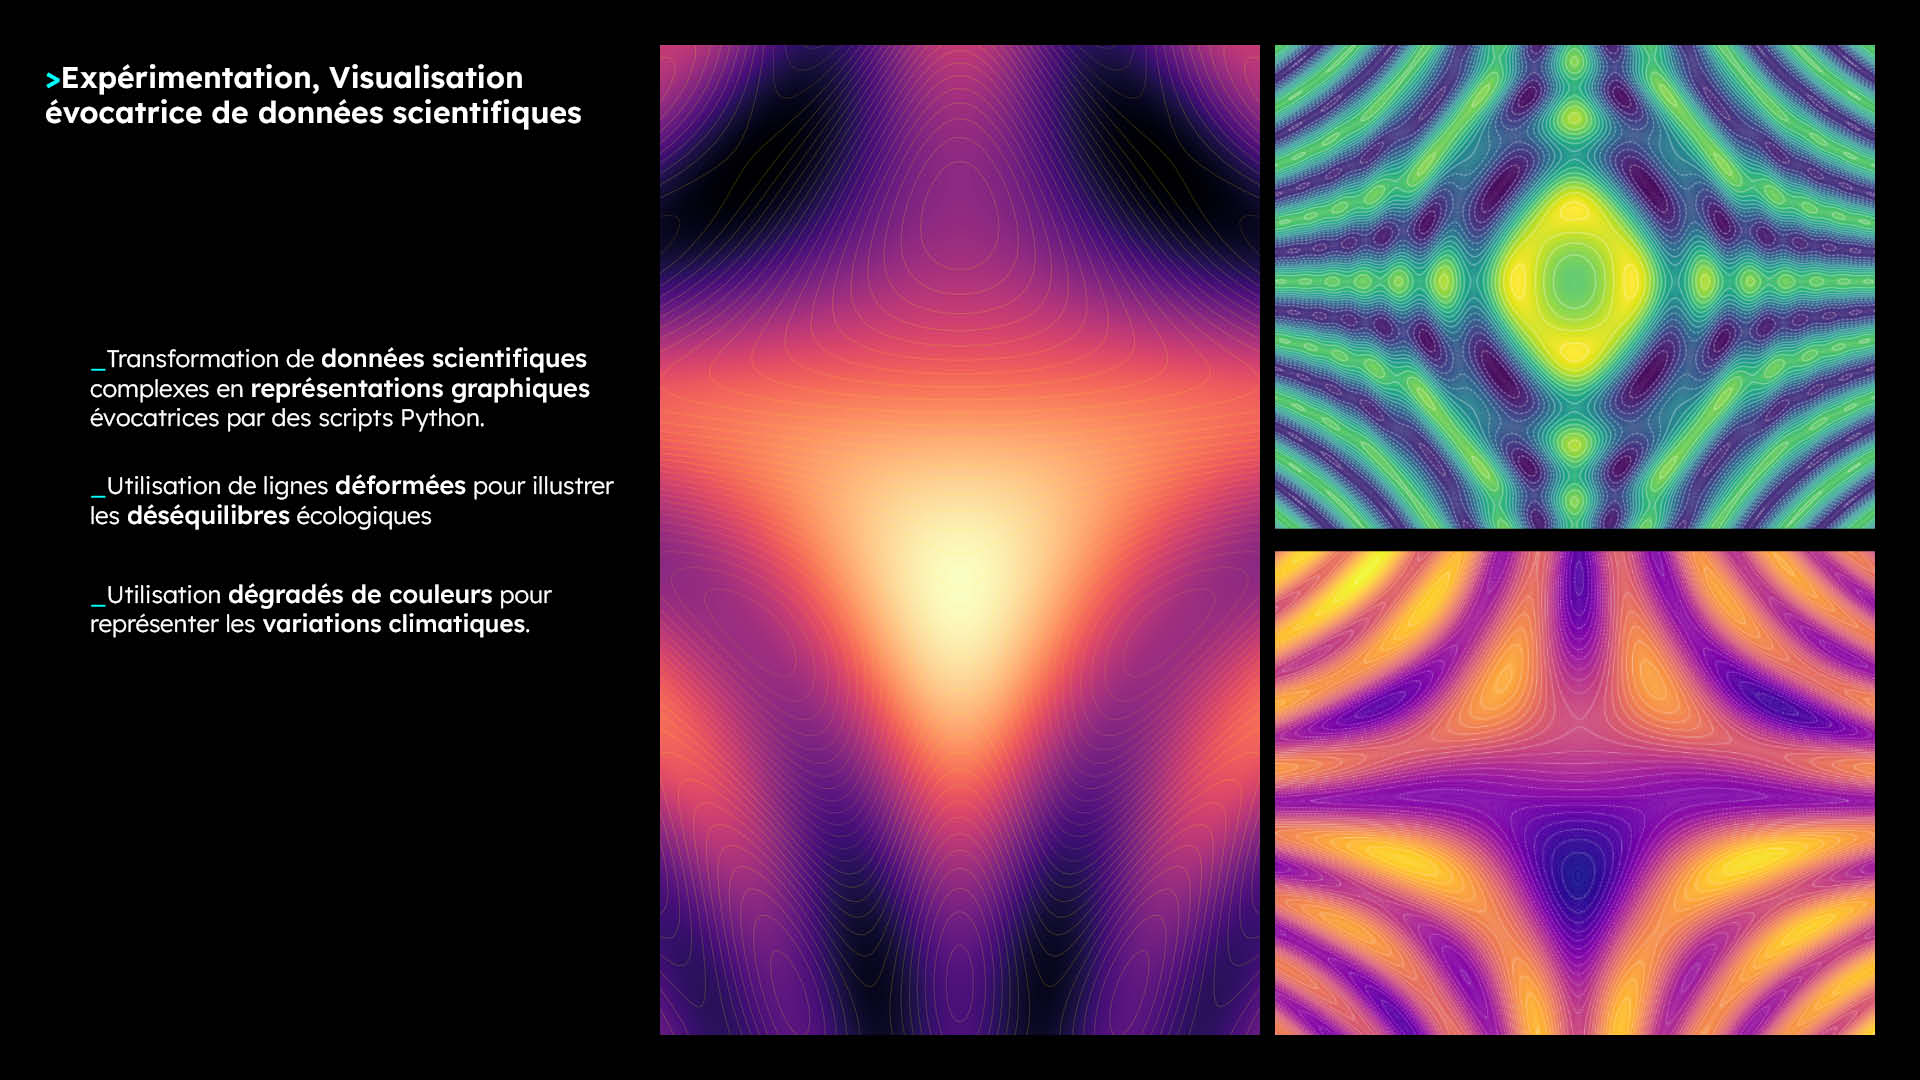 >Expérimentation, Visualisation
évocatrice de données scientifiques
_Transformation de données scientifiques
complexes en représentations graphiques
évocatrices par des scripts Python.
_Utilisation de lignes déformées pour illustrer
les déséquilibres écologiques
_Utilisation dégradés de couleurs pour
représenter les variations climatiques.